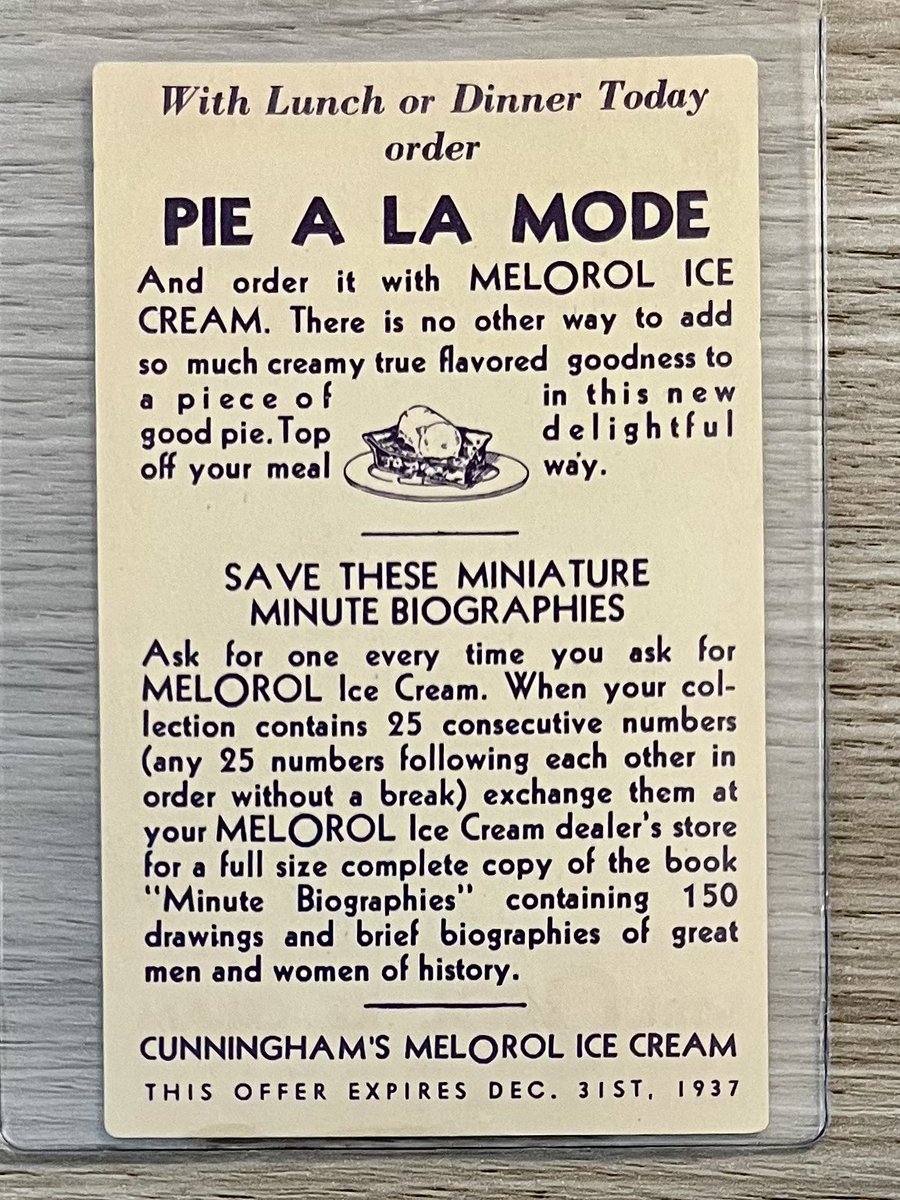 With Lunch or Dinner Today
order
PIE A LA MODE
And order it with MELOROL ICE
CREAM. There is no other way to add
so much creamy true flavored goodness to
a piece of in this new
good pie. Top delightful
off your meal way.
SAVE THESE MINIATURE
MINUTE BIOGRAPHIES
Ask for one every time you ask for
MELOROL Ice Cream. When your col-
lection contains 25 consecutive numbers
(any 25 numbers following each other in
order without a break) exchange them at
your MELOROL Ice Cream dealer's store
for a full size complete copy of the book
"Minute Biographies" containing 150
drawings and brief biographies of great
men and women of history.
CUNNINGHAM'S MELOROL ICE CREAM
THIS OFFER EXPIRES DEC. 31ST, 1937